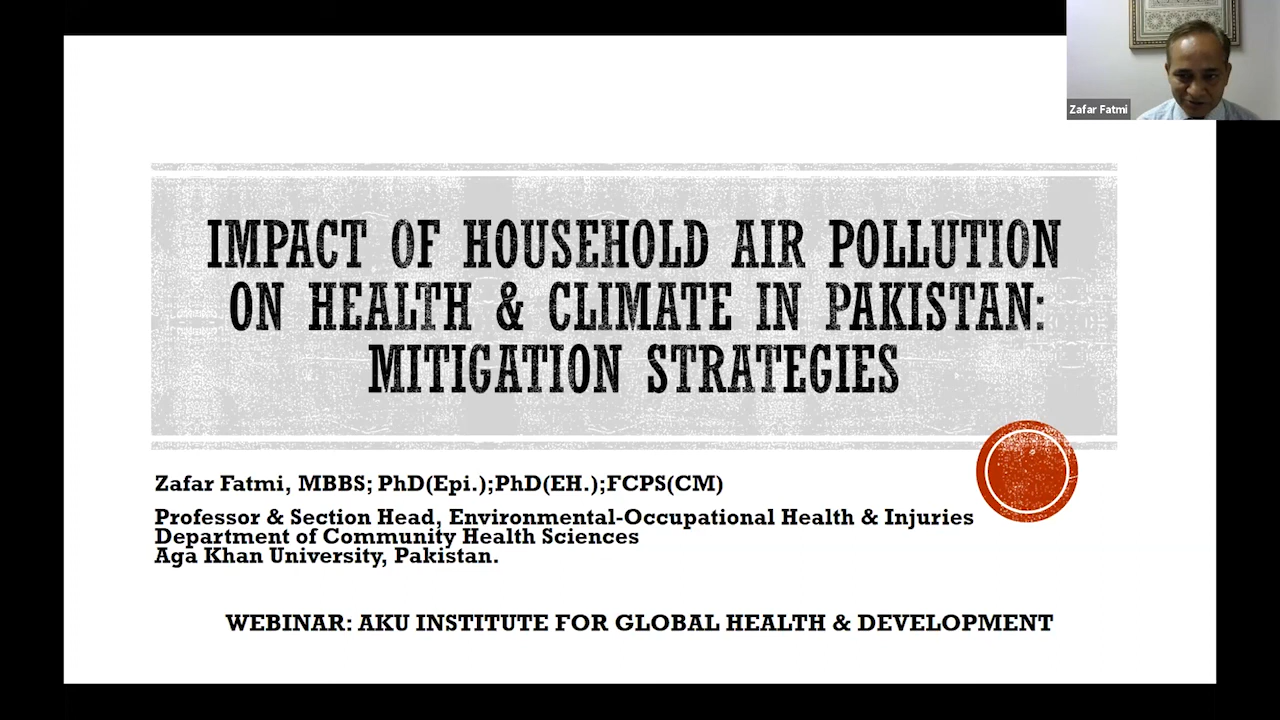 Zafar Fatmi
IMPACT OF HOUSEHOLD AIR POLLUTION
ON HEALTH & CLIMATE IN PAKISTAN:
MITIGATION STRATEGIES
Zafar Fatmi, MBBS; PhD(Epi.);PhD(EH.);FCPS(CM)
Professor & Section Head, Environmental-Occupational Health & Injuries
Department of Community Health Sciences
Aga Khan University, Pakistan.
WEBINAR: AKU INSTITUTE FOR GLOBAL HEALTH & DEVELOPMENT